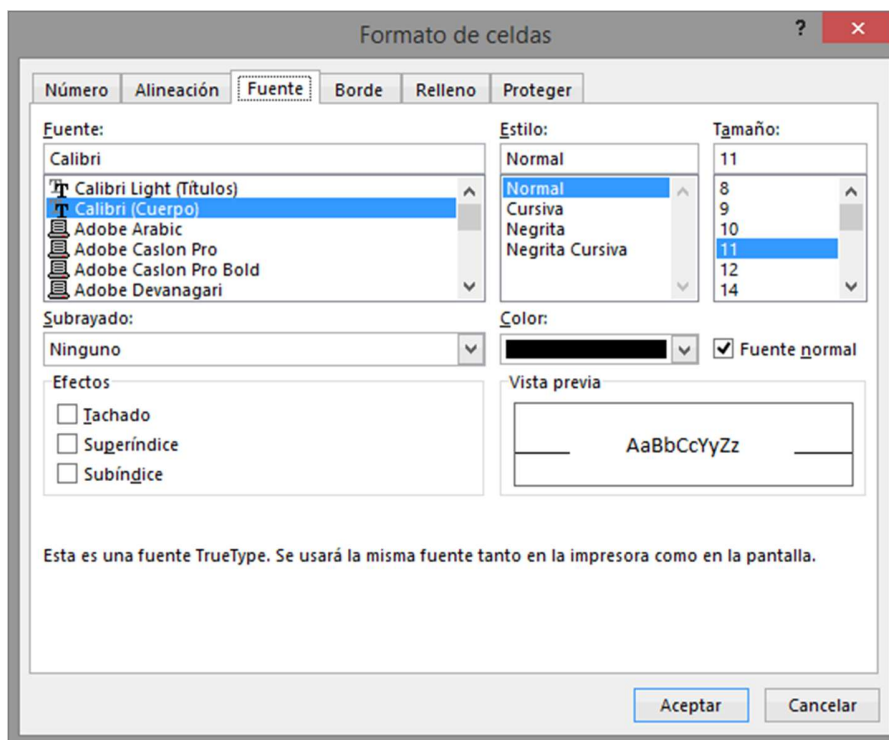 Formato de celdas
?
Número Alineación Fuente Borde Relleno Proteger
Fuente: Estilo: Tamaño:
Calibri Normal 11
Calibri Light (Títulos) Normal 8
Calibri (Cuerpo) Cursiva 9
Adobe Arabic Negrita 10
Adobe Caslon Pro Negrita Cursiva 11
Adobe Caslon Pro Bold 12
Adobe Devanagari 14
Subrayado: Color:
Ninguno Fuente normal
Efectos Vista previa
Tachado
Superíndice AaBbCcYyZz
Subíndice
Esta es una fuente TrueType. Se usará la misma fuente tanto en la impresora como en la pantalla.
Aceptar Cancelar